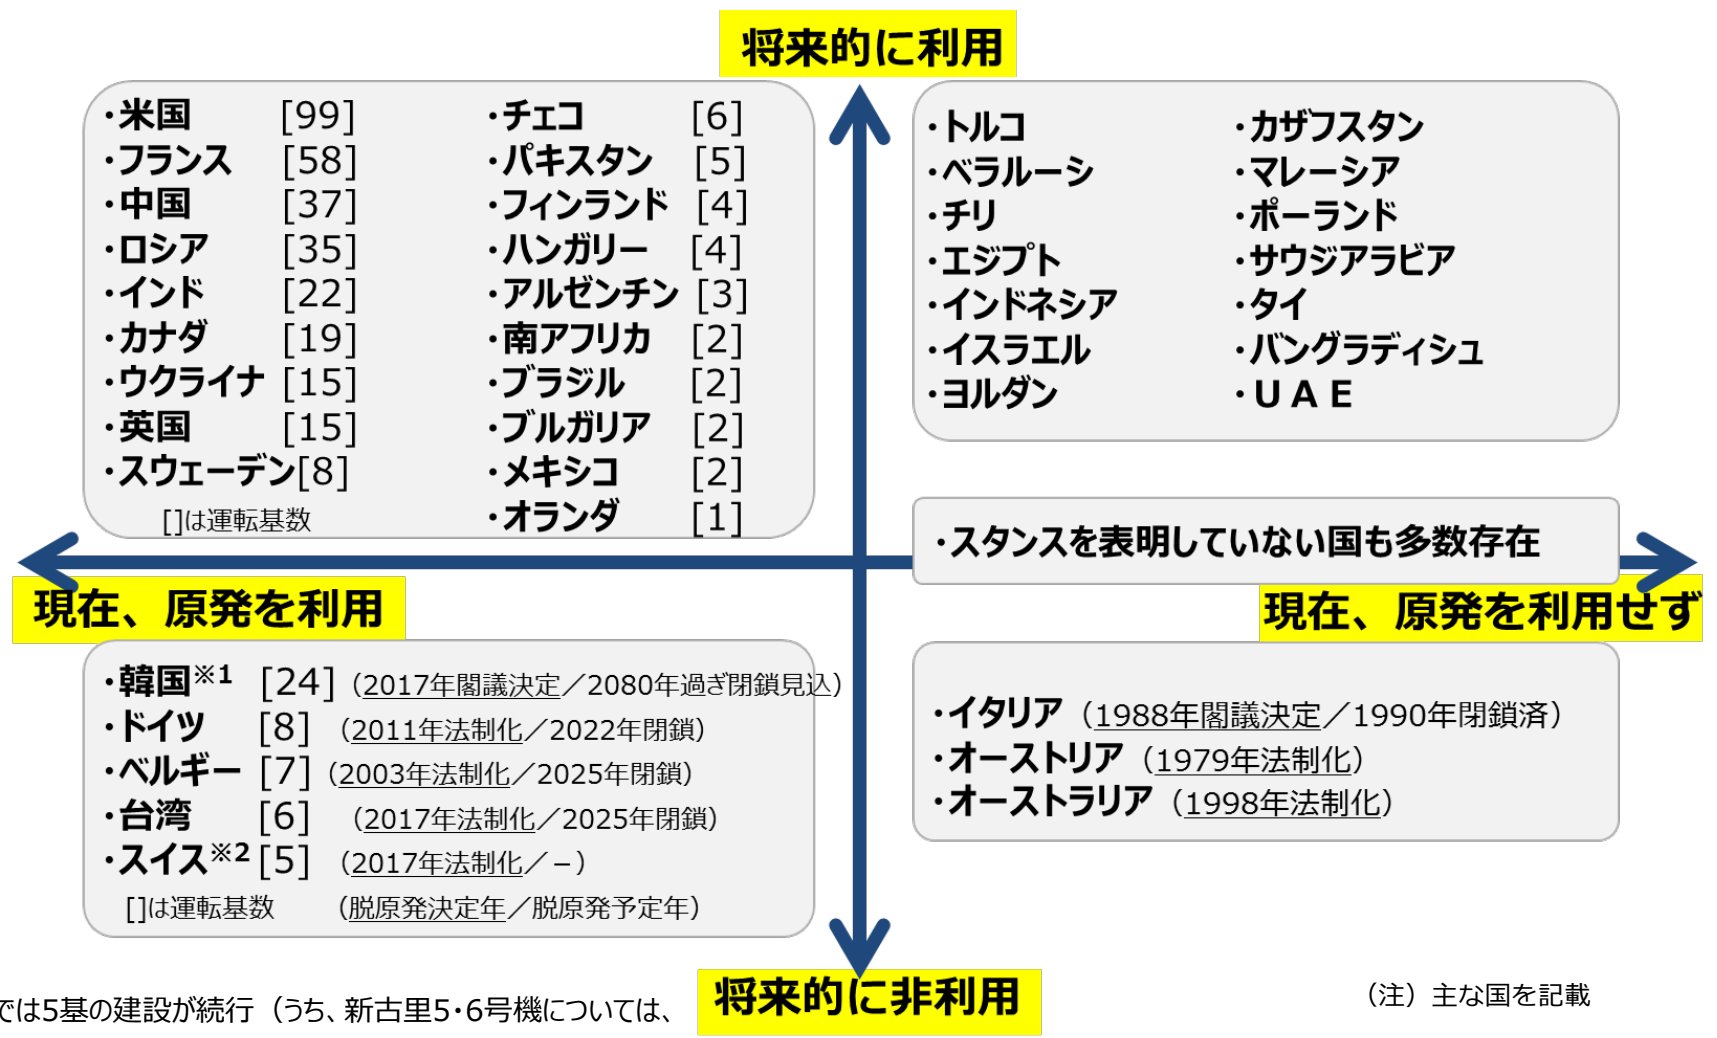 将来的に利用
・米国 [99]
・フランス [58]
・中国 [37]
・ロシア [35]
・インド [22]
・カナダ [19]
・ウクライナ [15]
・英国 [15]
・スウェーデン[8]
[]は運転基数
・チェコ [6]
・パキスタン [5]
・フィンランド [4]
・ハンガリー [4]
・アルゼンチン [3]
・南アフリカ [2]
・ブラジル [2]
・ブルガリア [2]
・メキシコ [2]
・オランダ [1]
・トルコ
・ベラルーシ
・チリ
・エジプト
・インドネシア
・イスラエル
・ヨルダン
・カザフスタン
・マレーシア
・ポーランド
・サウジアラビア
・タイ
・バングラディシュ
・ＵＡＥ
・スタンスを表明していない国も多数存在
現在、原発を利用
現在、原発を利用せず
・韓国※1 [24]（2017年閣議決定／2080年過ぎ閉鎖見込）
・ドイツ [8] （2011年法制化／2022年閉鎖）
・ベルギー [7]（2003年法制化／2025年閉鎖）
・台湾 [6] （2017年法制化／2025年閉鎖）
・スイス※2 [5] （2017年法制化／－）
[]は運転基数 （脱原発決定年／脱原発予定年）
・イタリア（1988年閣議決定／1990年閉鎖済）
・オーストリア（1979年法制化）
・オーストラリア（1998年法制化）
将来的に非利用
では5基の建設が続行（うち、新古里5・6号機については、
（注）主な国を記載